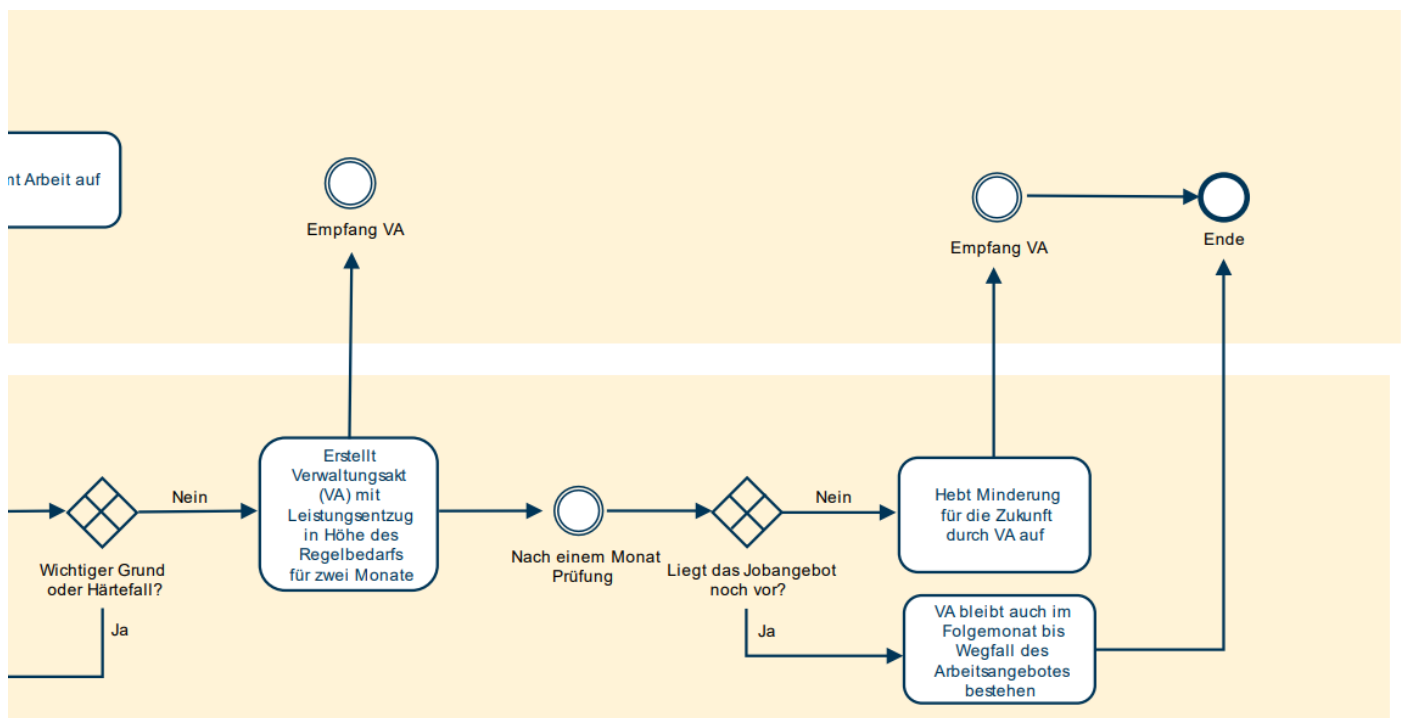 nt Arbeit auf
Empfang VA
Empfang VA
Ende
Wichtiger Grund
oder Härtefall?
Nein
Ja
Erstellt
Verwaltungsakt
(VA) mit
Leistungsentzug
in Höhe des
Regelbedarfs
für zwei Monate
Nach einem Monat
Prüfung
Liegt das Jobangebot
noch vor?
Nein
Ja
Hebt Minderung
für die Zukunft
durch VA auf
VA bleibt auch im
Folgemonat bis
Wegfall des
Arbeitsangebotes
bestehen